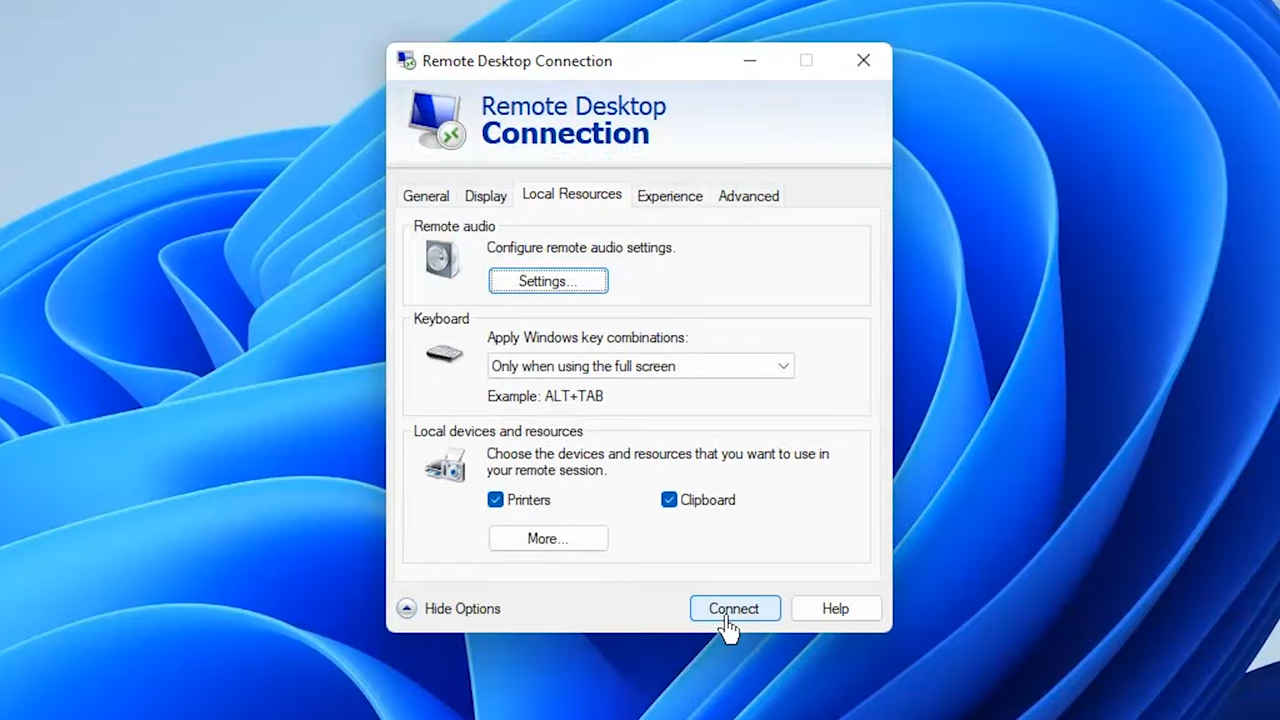 Remote Desktop Connection
Remote Desktop
Connection
General Display Local Resources Experience Advanced
Remote audio
Configure remote audio settings.
Settings...
Keyboard
Apply Windows key combinations:
Only when using the full screen
Example: ALT+TAB
Local devices and resources
Choose the devices and resources that you want to use in
your remote session.
Printers Clipboard
More...
Hide Options Connect Help